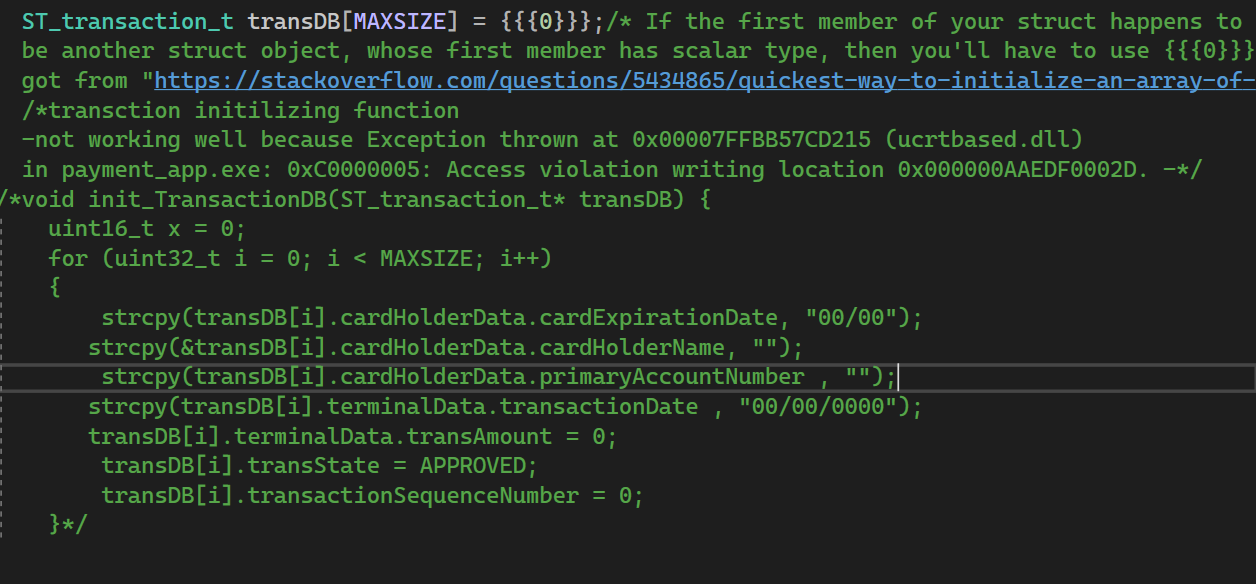 ST_transaction_t transDB[MAXSIZE] = {{{0}}};/* If the first member of your struct happens to
be another struct object, whose first member has scalar type, then you'll have to use {{{0}}}
got from "https://stackoverflow.com/questions/5434865/quickest-way-to-initialize-an-array-of-
/*transction initilizing function
-not working well because Exception thrown at 0x00007FFBB57CD215 (ucrtbased.dll)
in payment_app.exe: 0xC0000005: Access violation writing location 0x000000AAEDF0002D. -*/
/*void init_TransactionDB(ST_transaction_t* transDB) {
uint16_t x = 0;
for (uint32_t i = 0; i < MAXSIZE; i++)
{
strcpy(transDB[i].cardHolderData.cardExpirationDate, "00/00");
strcpy(&transDB[i].cardHolderData.cardHolderName, "");
strcpy(transDB[i].cardHolderData.primaryAccountNumber , "");
strcpy(transDB[i].terminalData.transactionDate , "00/00/0000");
transDB[i].terminalData.transAmount = 0;
transDB[i].transState = APPROVED;
transDB[i].transactionSequenceNumber = 0;
}*/